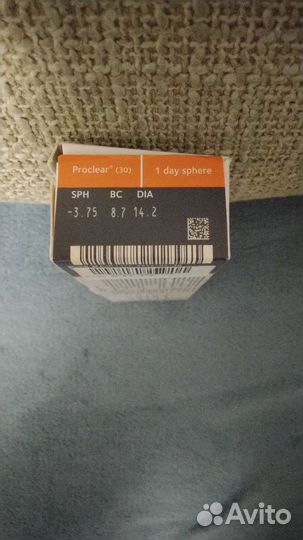 Proclear® (30) 1 day sphere
SPH BC DIA
-3.75 8.7 14.2
Avito